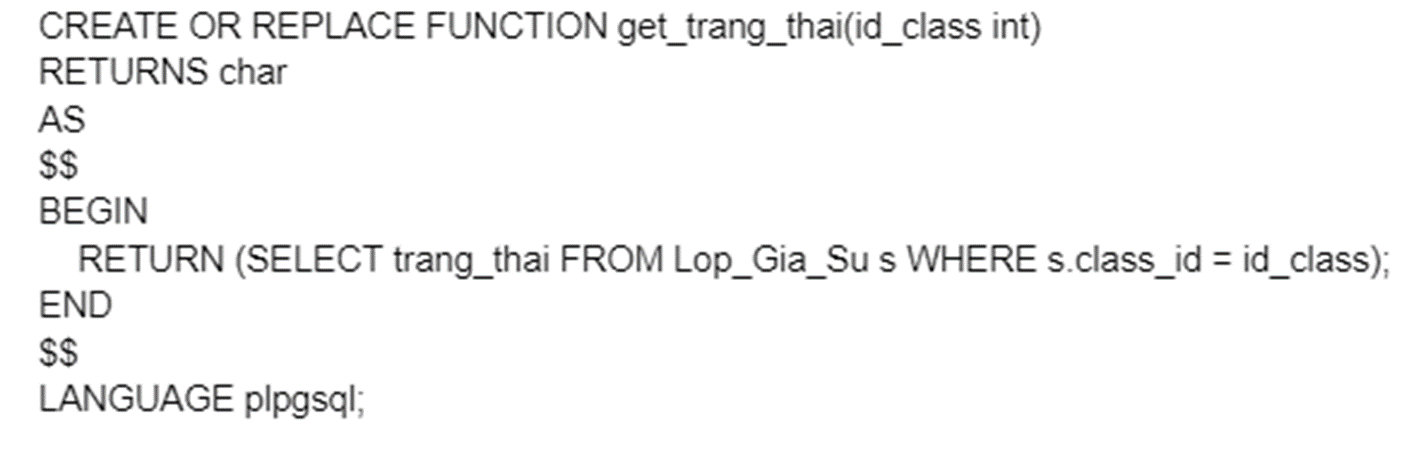 CREATE OR REPLACE FUNCTION get_trang_thai(id_class int)
RETURNS char
AS
$$
BEGIN
RETURN (SELECT trang_thai FROM Lop_Gia_Su s WHERE s.class_id = id_class);
END
$$
LANGUAGE plpgsql;